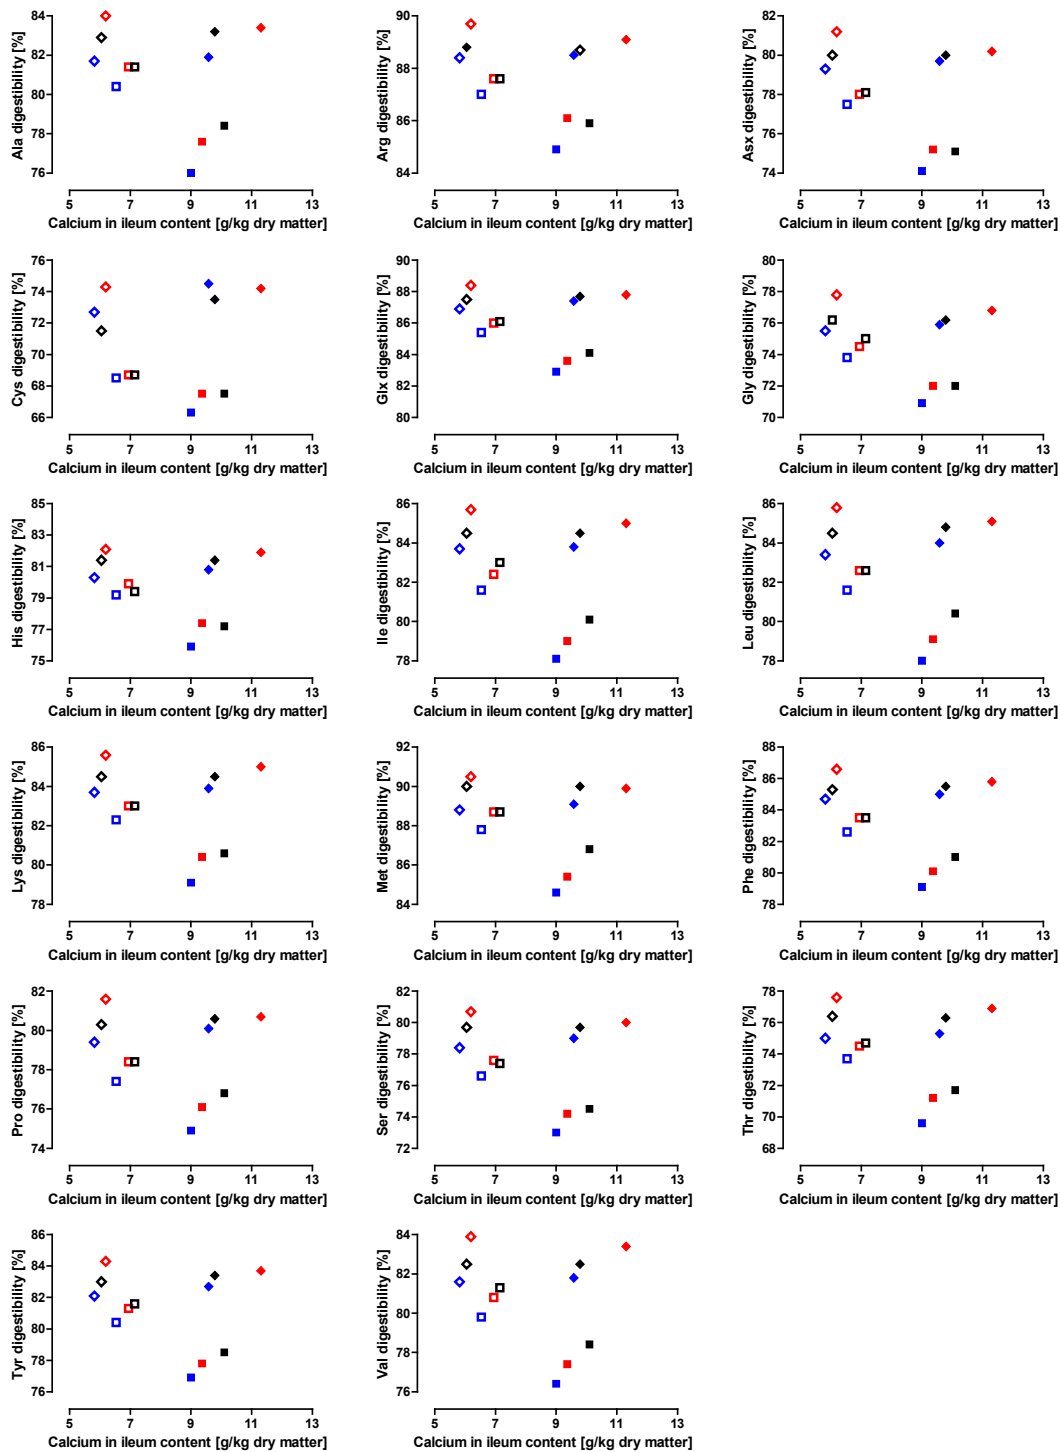 Ala digestibility [%]
84
82
80
78
76
5 7 9 11 13
Calcium in ileum content [g/kg dry matter]
Arg digestibility [%]
90
88
86
84
5 7 9 11 13
Calcium in ileum content [g/kg dry matter]
Asx digestibility [%]
82
80
78
76
74
5 7 9 11 13
Calcium in ileum content [g/kg dry matter]
Cys digestibility [%]
76
74
72
70
68
66
5 7 9 11 13
Calcium in ileum content [g/kg dry matter]
Glx digestibility [%]
90
88
86
84
82
80
5 7 9 11 13
Calcium in ileum content [g/kg dry matter]
Gly digestibility [%]
80
78
76
74
72
70
5 7 9 11 13
Calcium in ileum content [g/kg dry matter]
His digestibility [%]
85
83
81
79
77
75
5 7 9 11 13
Calcium in ileum content [g/kg dry matter]
Ile digestibility [%]
86
84
82
80
78
5 7 9 11 13
Calcium in ileum content [g/kg dry matter]
Leu digestibility [%]
86
84
82
80
78
5 7 9 11 13
Calcium in ileum content [g/kg dry matter]
Lys digestibility [%]
86
84
82
80
78
5 7 9 11 13
Calcium in ileum content [g/kg dry matter]
Met digestibility [%]
92
90
88
86
84
5 7 9 11 13
Calcium in ileum content [g/kg dry matter]
Phe digestibility [%]
88
86
84
82
80
78
5 7 9 11 13
Calcium in ileum content [g/kg dry matter]
Pro digestibility [%]
82
80
78
76
74
5 7 9 11 13
Calcium in ileum content [g/kg dry matter]
Ser digestibility [%]
82
80
78
76
74
72
5 7 9 11 13
Calcium in ileum content [g/kg dry matter]
Thr digestibility [%]
78
76
74
72
70
68
5 7 9 11 13
Calcium in ileum content [g/kg dry matter]
Tyr digestibility [%]
86
84
82
80
78
76
5 7 9 11 13
Calcium in ileum content [g/kg dry matter]
Val digestibility [%]
84
82
80
78
76
5 7 9 11 13
Calcium in ileum content [g/kg dry matter]